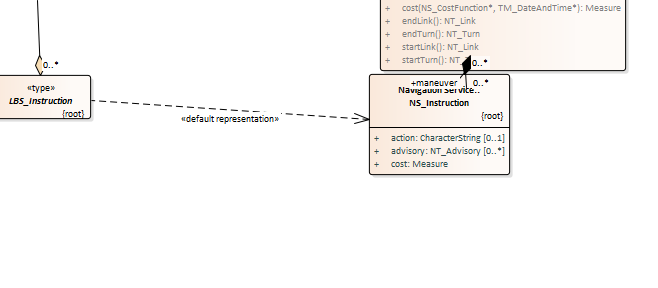 + cost(NS_CostFunction*, TM_DateAndTime*): Measure
+ endLink(): NT_Link
+ endTurn(): NT_Turn
+ startLink(): NT_Link
+ startTurn(): NT_
0..*
0..*
+maneuver 0..*
«type»
LBS_Instruction
{root}
«default representation»
Navigation Service::
NS_Instruction
{root}
+ action: CharacterString [0..1]
+ advisory: NT_Advisory [0..*]
+ cost: Measure